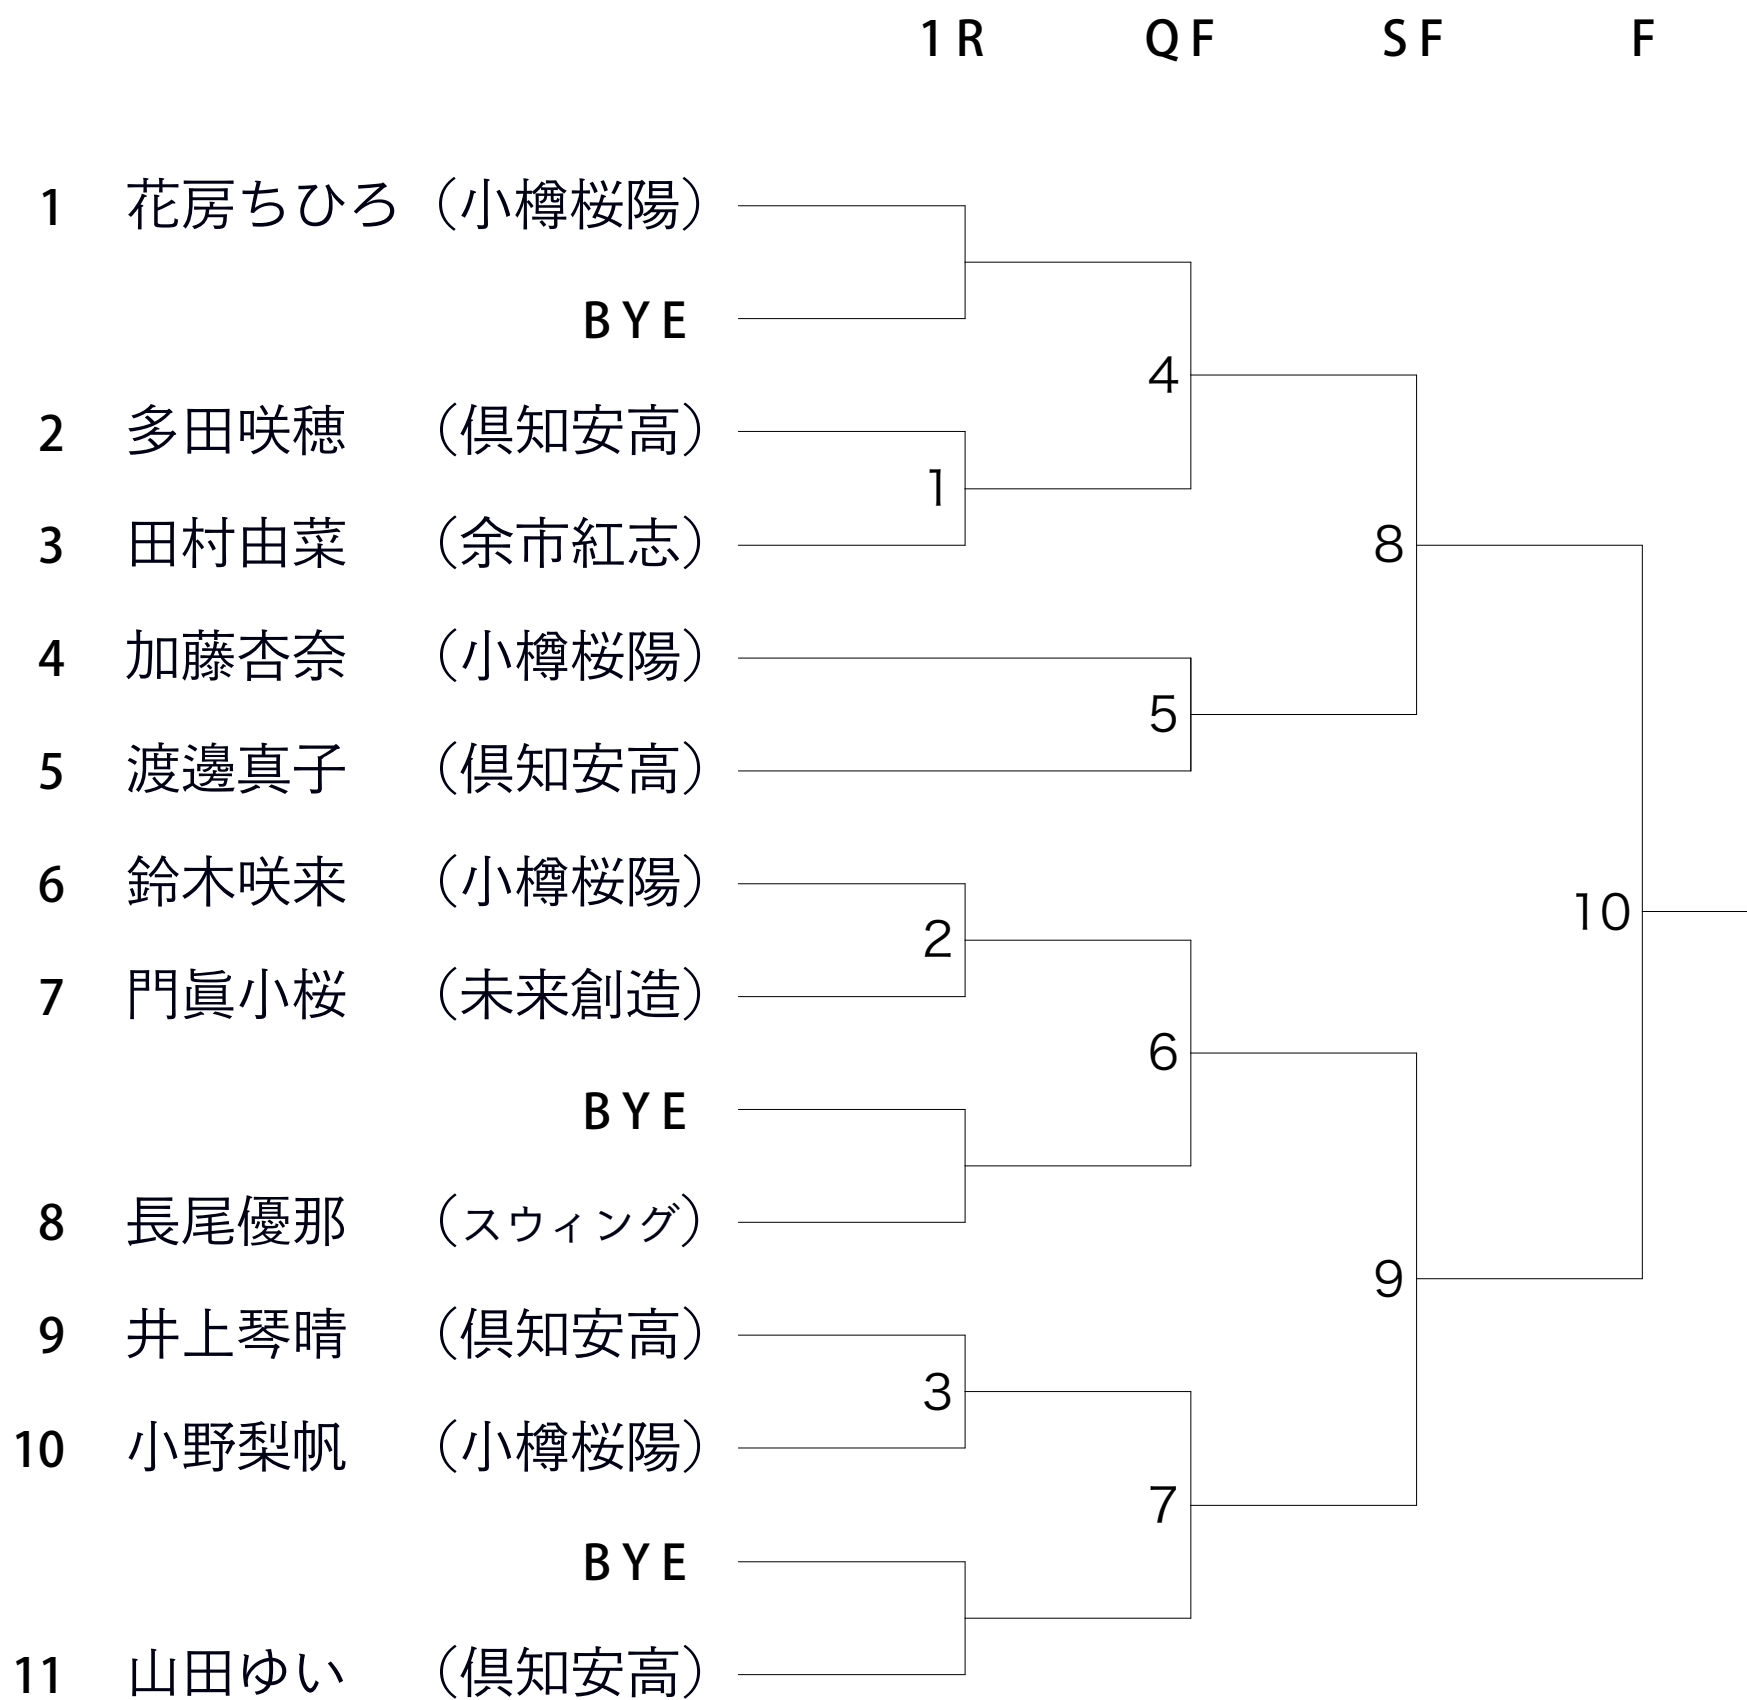 1R QF SF F
1 花房ちひろ（小樽桜陽）
BYE
4
2 多田咲穂 （倶知安高）
1
3 田村由菜 （余市紅志）
8
4 加藤杏奈 （小樽桜陽）
5
5 渡邊真子 （倶知安高）
6 鈴木咲来 （小樽桜陽）
10
2
7 門眞小桜 （未来創造）
6
BYE
8 長尾優那 （スウィング）
9
9 井上琴晴 （倶知安高）
3
10 小野梨帆 （小樽桜陽）
7
BYE
11 山田ゆい （倶知安高）